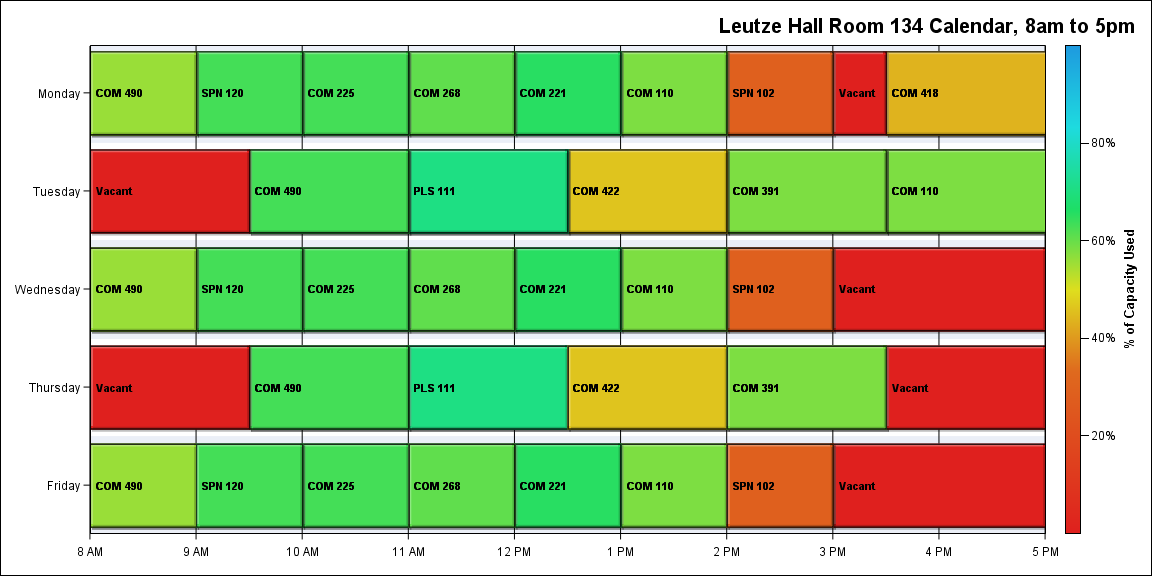 Leutze Hall Room 134 Calendar, 8am to 5pm
Monday
COM 490
SPN 120
COM 225
COM 268
COM 221
COM 110
SPN 102
Vacant
COM 418
Tuesday
Vacant
COM 490
PLS 111
COM 422
COM 391
COM 110
Wednesday
COM 490
SPN 120
COM 225
COM 268
COM 221
COM 110
SPN 102
Vacant
Thursday
Vacant
COM 490
PLS 111
COM 422
COM 391
Vacant
Friday
COM 490
SPN 120
COM 225
COM 268
COM 221
COM 110
SPN 102
Vacant
8 AM
9 AM
10 AM
11 AM
12 PM
1 PM
2 PM
3 PM
4 PM
5 PM
80%
60%
40%
20%
% of Capacity Used